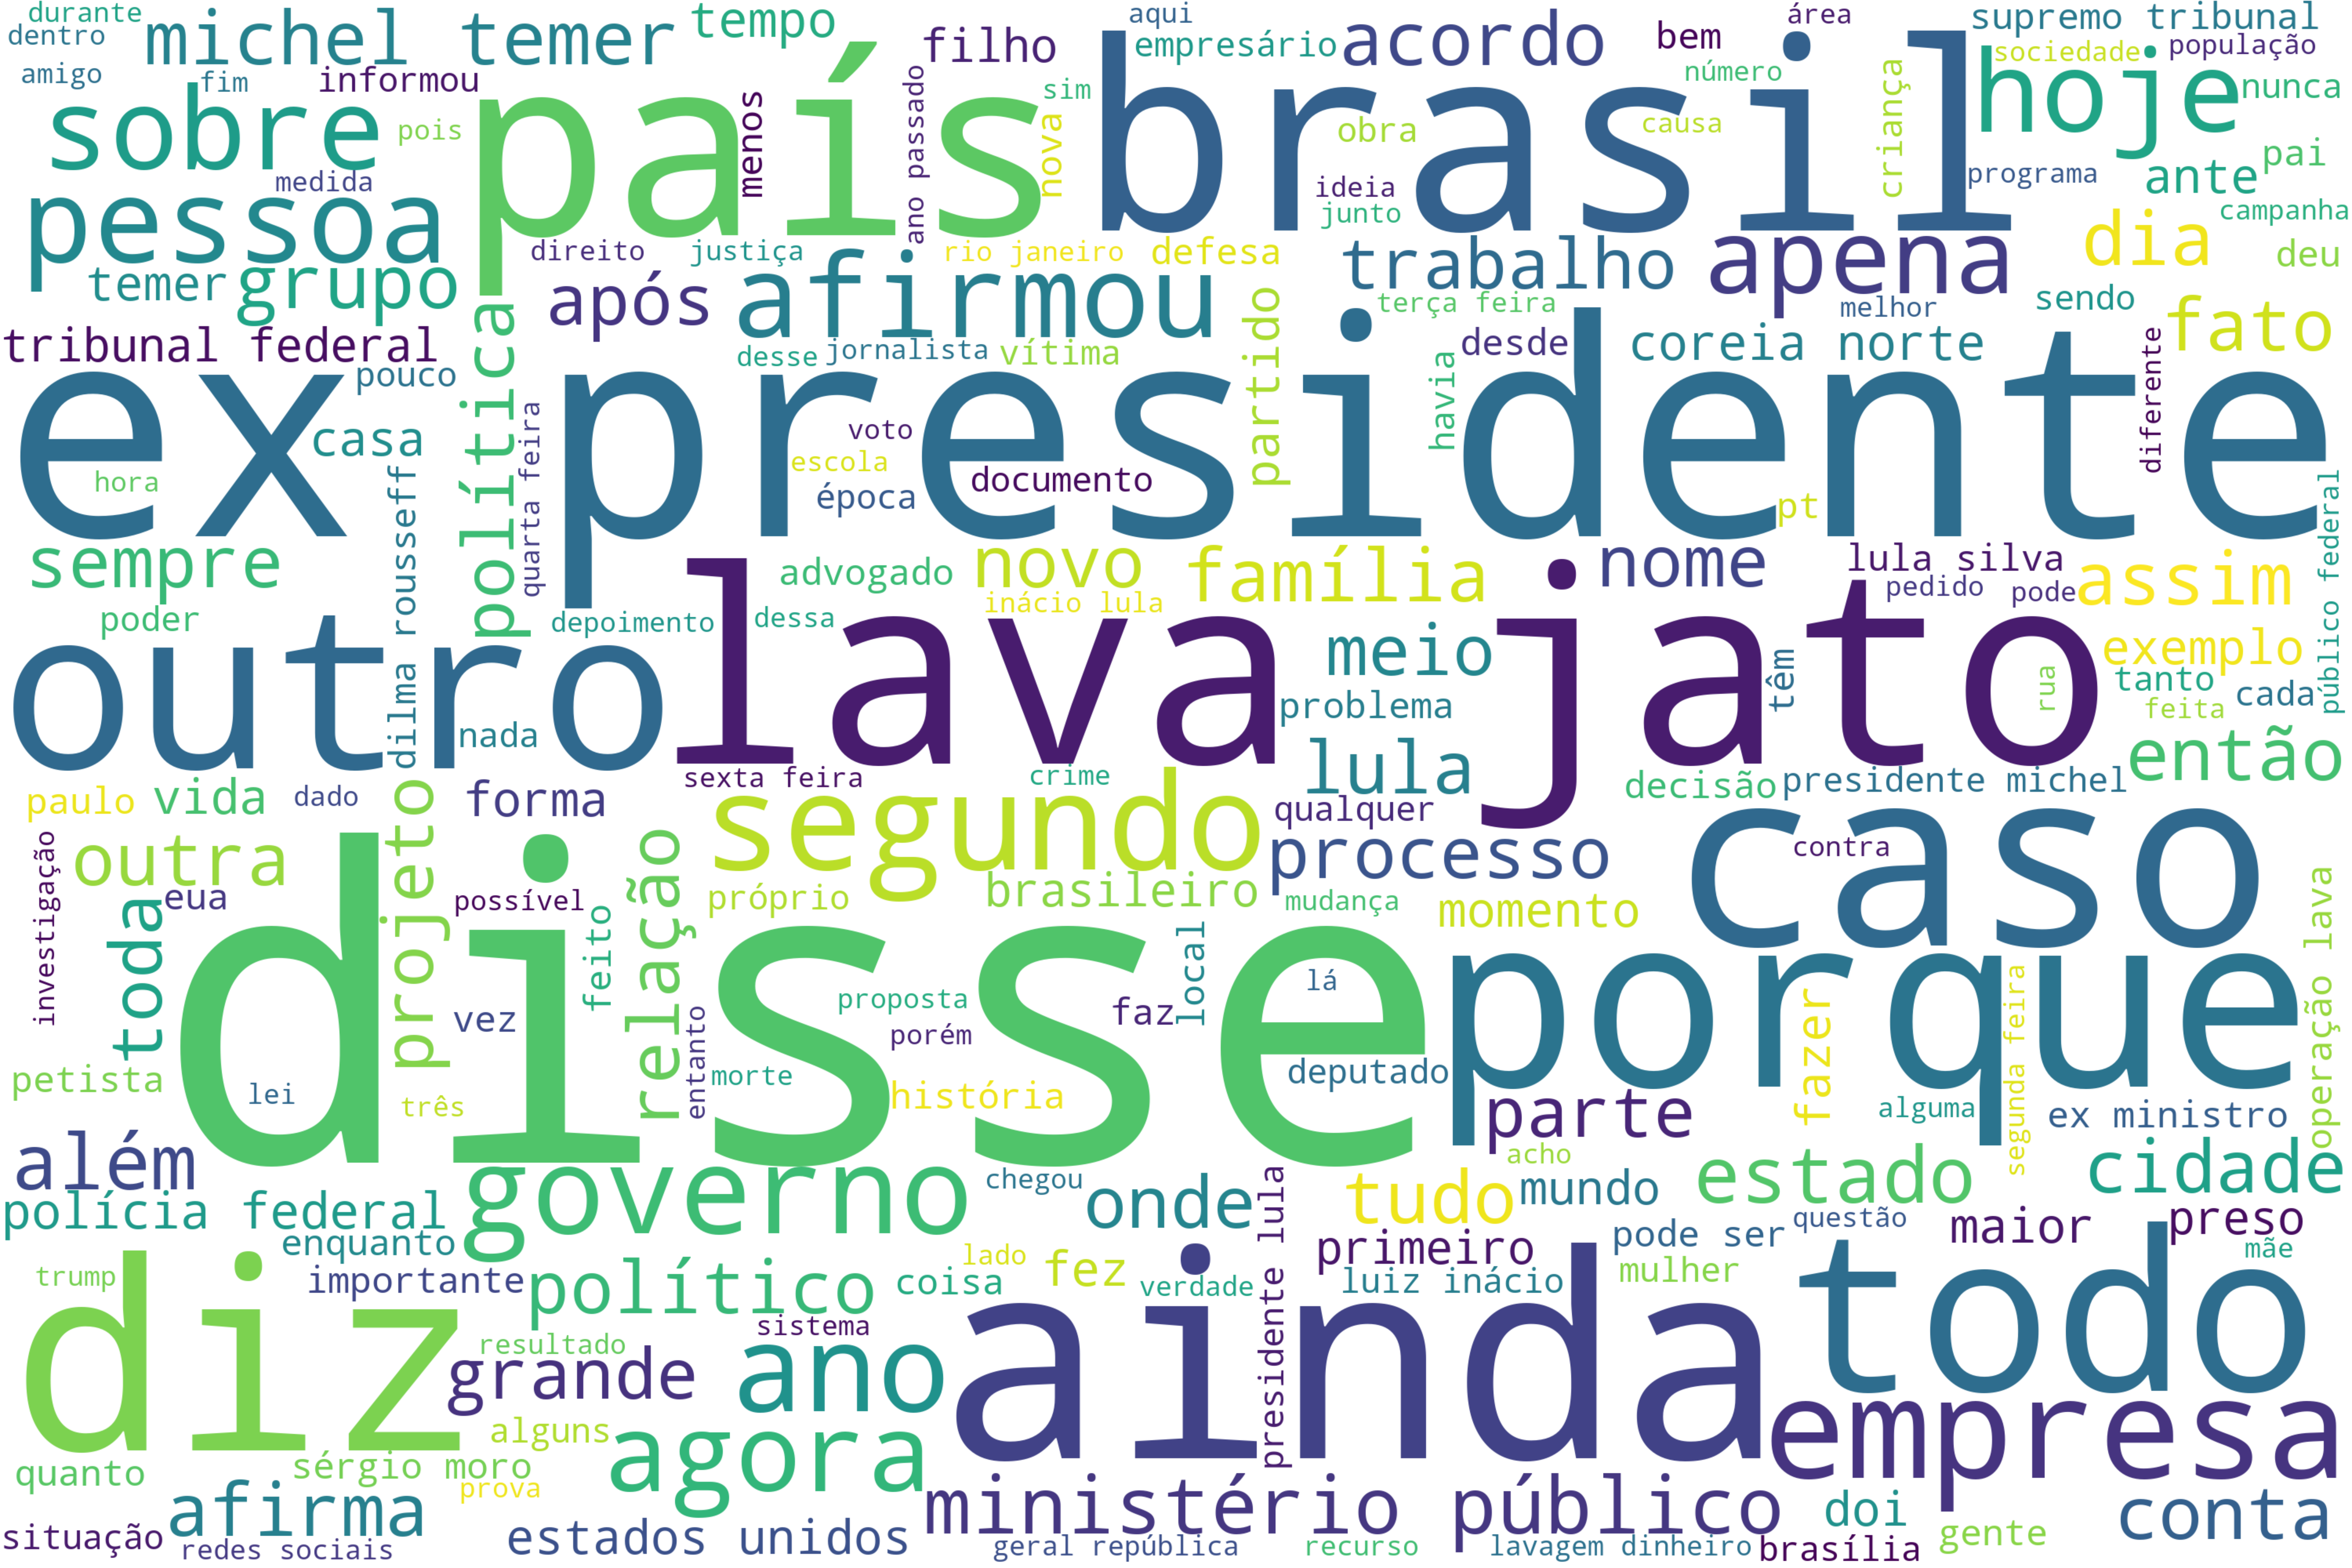 durante
dentro
amigo
michel temer
tempo
aqui
empresário
acordo
bem
área
supremo tribunal
sociedade
população
filho
fim
informou
país
brasil
hoje
nunca
número
sim
menos
ano passado
nova
sobre
pois
obra
causa
criança
pai
medida
ideia
junto
programa
ante
campanha
pessoa
direito
justiça
rio janeiro
defesa
trabalho
apena
dia
deu
temer
grupo
após
afirmou
terça feira
melhor
sendo
fato
tribunal federal
política
desse
jornalista
vítima
partido
havia
desde
coreia norte
diferente
pouco
ex presidente
casa
quarta feira
voto
escola
documento
época
hora
dilma rousseff
pt
público federal
sempre
advogado
novo
família
nome
lula silva
assim
pedido
pode
inácio lula
poder
depoimento
dessa
outro
lava jato
meio
têm
exemplo
problema
rua
tanto
cada
feita
nada
lula
então
sexta feira
crime
decisão
presidente michel
paulo
vida
dado
forma
segundo
qualquer
processo
caso
contra
projeto
relação
investigação
outra
eua
possível
próprio
brasileiro
mudança
momento
operação lava
toda
feito
local
disse
porque
lá
proposta
vez
faz
porém
entanto
fazer
segunda feira
petista
lei
três
morte
história
deputado
parte
alguma
ex ministro
além
acho
governo
chegou
onde
tudo
mundo
estado
cidade
polícia federal
enquanto
presidente lula
primeiro
pode ser
questão
maior
preso
mãe
diz
trump
importante
político
coisa
lado
fez
verdade
luiz inácio
mulher
ainda
todo
sistema
resultado
grande
ano
alguns
agora
empresa
quanto
sérgio moro
prova
afirma
ministério público
doi
conta
situação
redes sociais
estados unidos
geral república
recurso
lavagem dinheiro
brasília
gente